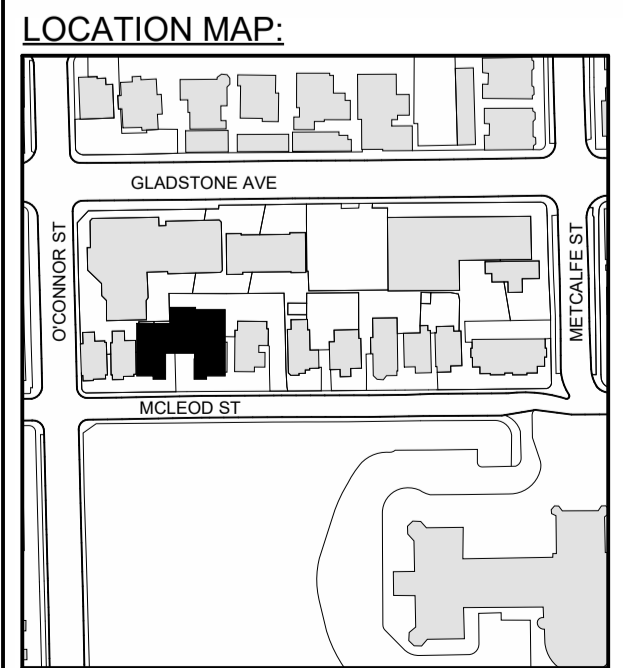 LOCATION MAP:
GLADSTONE AVE
O'CONNOR ST
METCALFE ST
MCLEOD ST